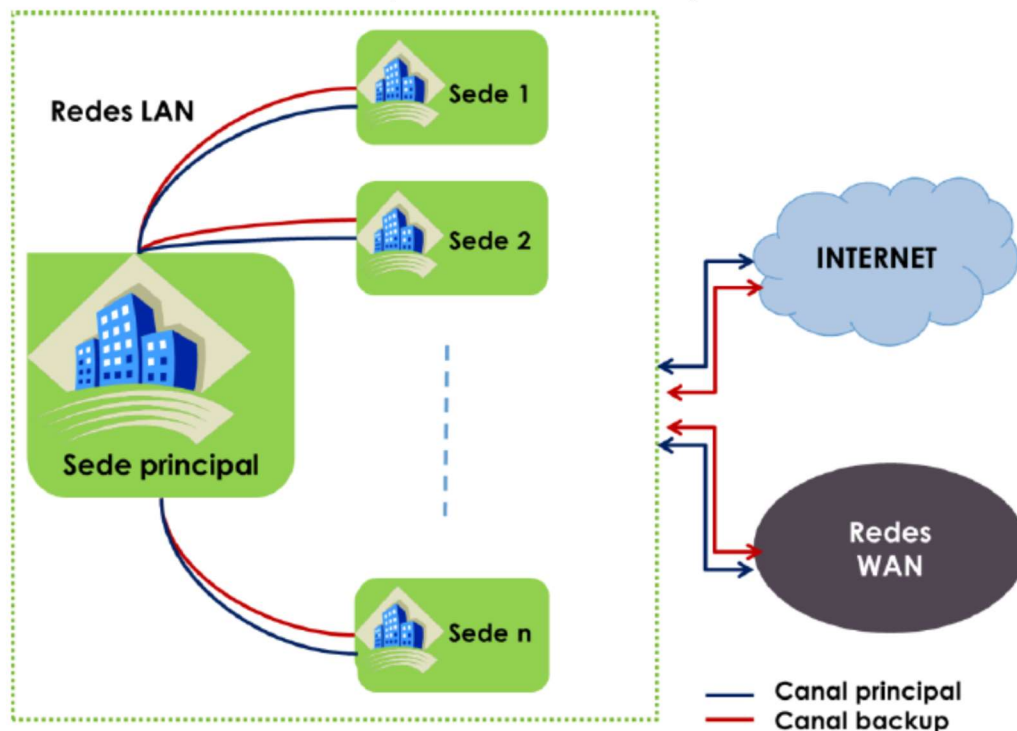 Redes LAN
Sede 1
Sede 2
Sede principal
Sede n
INTERNET
Redes
WAN
Canal principal
Canal backup